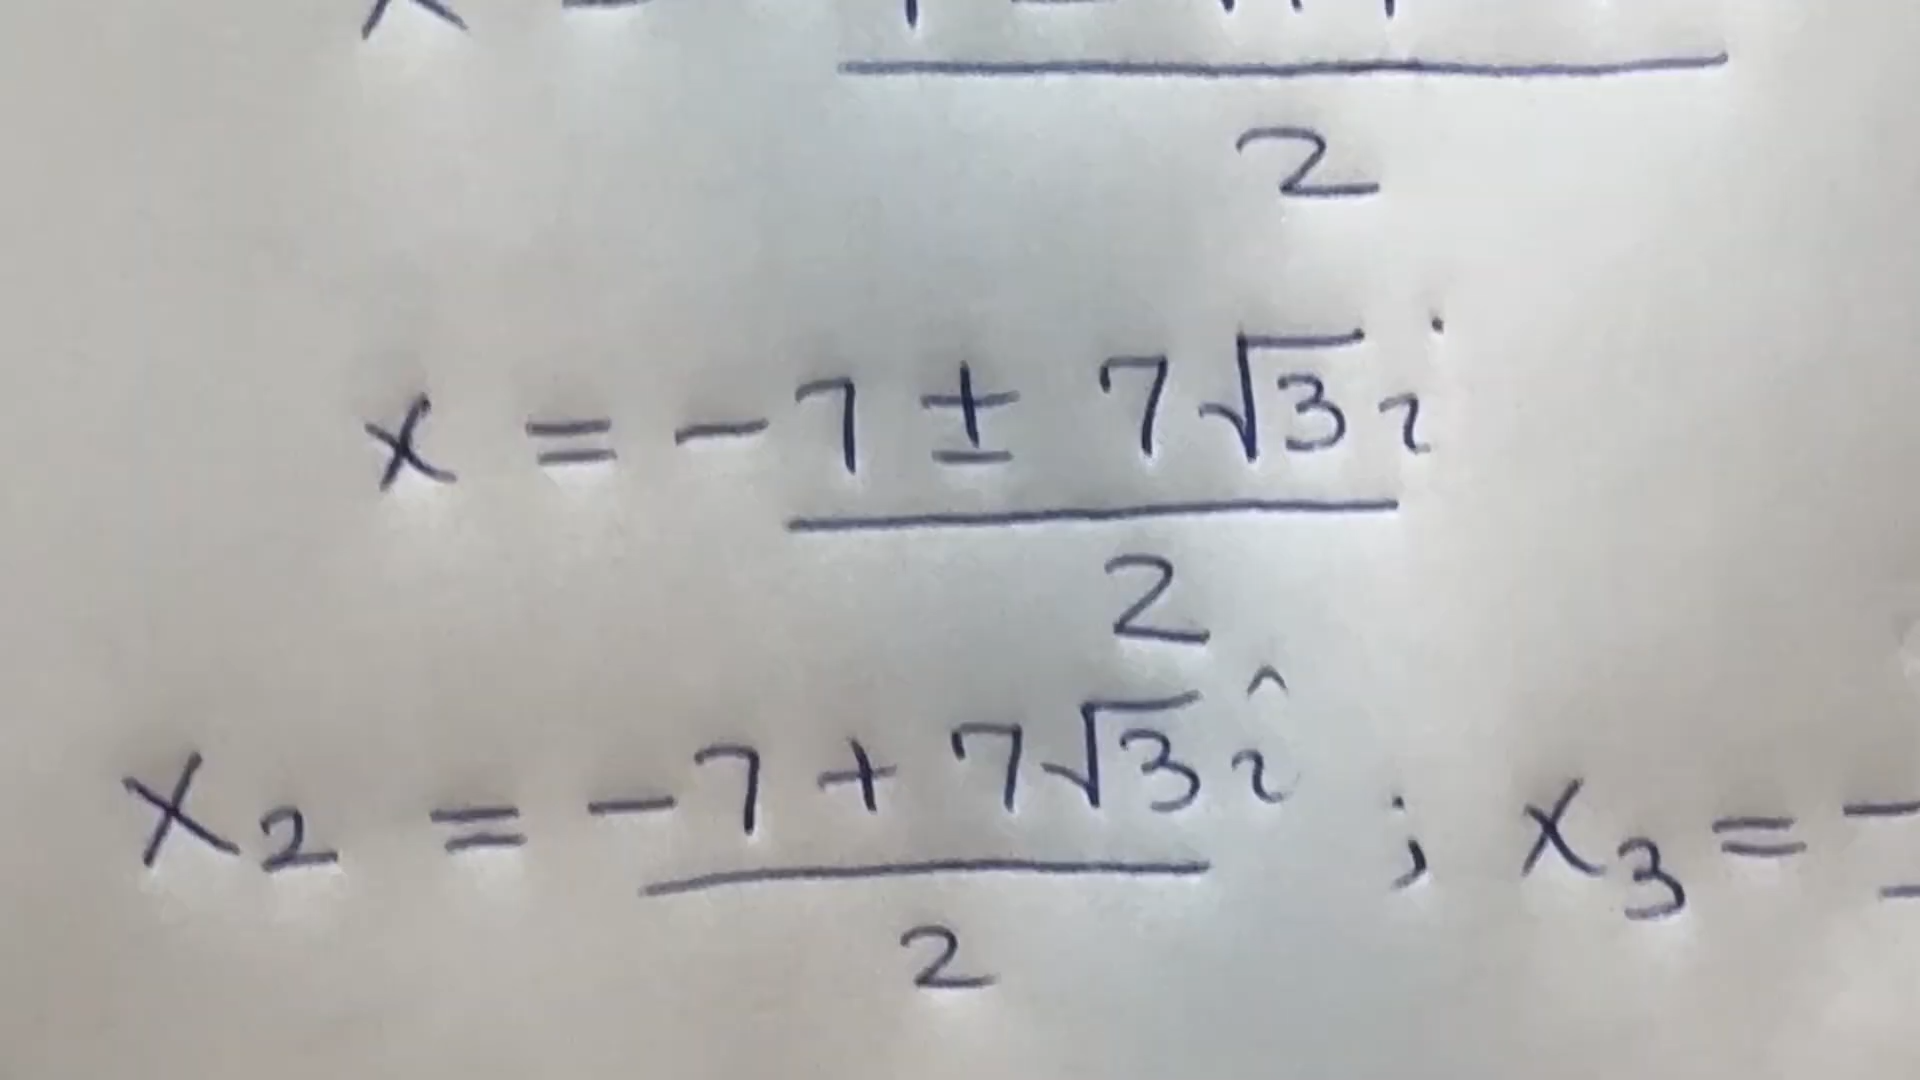 2
x = -7 ± 7√3 i
2
x₂ = -7 + 7√3 i ; x₃ = -
2